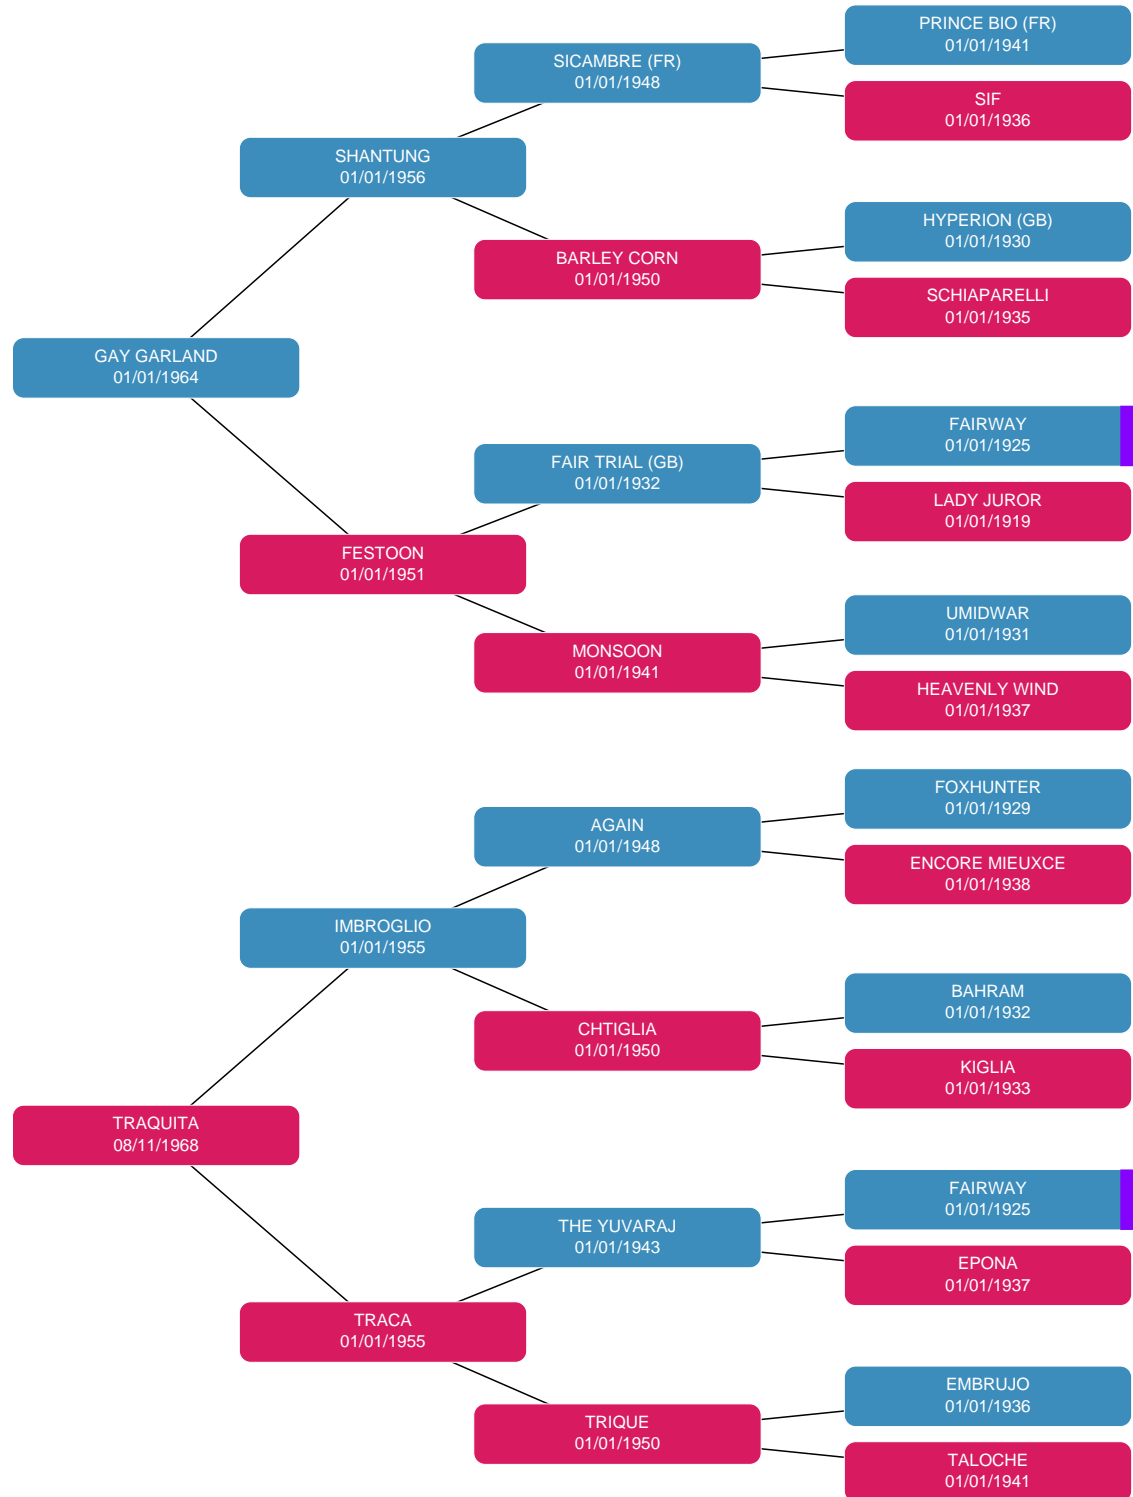 PRINCE BIO (FR)
01/01/1941
SICAMBRE (FR)
01/01/1948
SIF
01/01/1936
SHANTUNG
01/01/1956
HYPERION (GB)
01/01/1930
BARLEY CORN
01/01/1950
SCHIAPARELLI
01/01/1935
GAY GARLAND
01/01/1964
FAIRWAY
01/01/1925
FAIR TRIAL (GB)
01/01/1932
LADY JUROR
01/01/1919
FESTOON
01/01/1951
UMIDWAR
01/01/1931
MONSOON
01/01/1941
HEAVENLY WIND
01/01/1937
FOXHUNTER
01/01/1929
AGAIN
01/01/1948
ENCORE MIEUXCE
01/01/1938
IMBROGLIO
01/01/1955
BAHRAM
01/01/1932
CHTIGLIA
01/01/1950
KIGLIA
01/01/1933
TRAQUITA
08/11/1968
FAIRWAY
01/01/1925
THE YUVARAJ
01/01/1943
EPONA
01/01/1937
TRACA
01/01/1955
EMBRUJO
01/01/1936
TRIQUE
01/01/1950
TALOCHE
01/01/1941